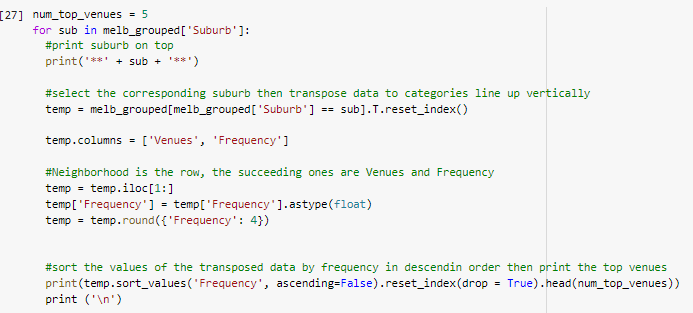 [27] num_top_venues = 5
for sub in melb_grouped['Suburb']:
#print suburb on top
print('**' + sub + '**')
#select the corresponding suburb then transpose data to categories line up vertically
temp = melb_grouped[melb_grouped['Suburb'] == sub].T.reset_index()
temp.columns = ['Venues', 'Frequency']
#Neighborhood is the row, the succeeding ones are Venues and Frequency
temp = temp.iloc[1:]
temp['Frequency'] = temp['Frequency'].astype(float)
temp = temp.round({'Frequency': 4})
#sort the values of the transposed data by frequency in descendin order then print the top venues
print(temp.sort_values('Frequency', ascending=False).reset_index(drop = True).head(num_top_venues))
print ('\n')